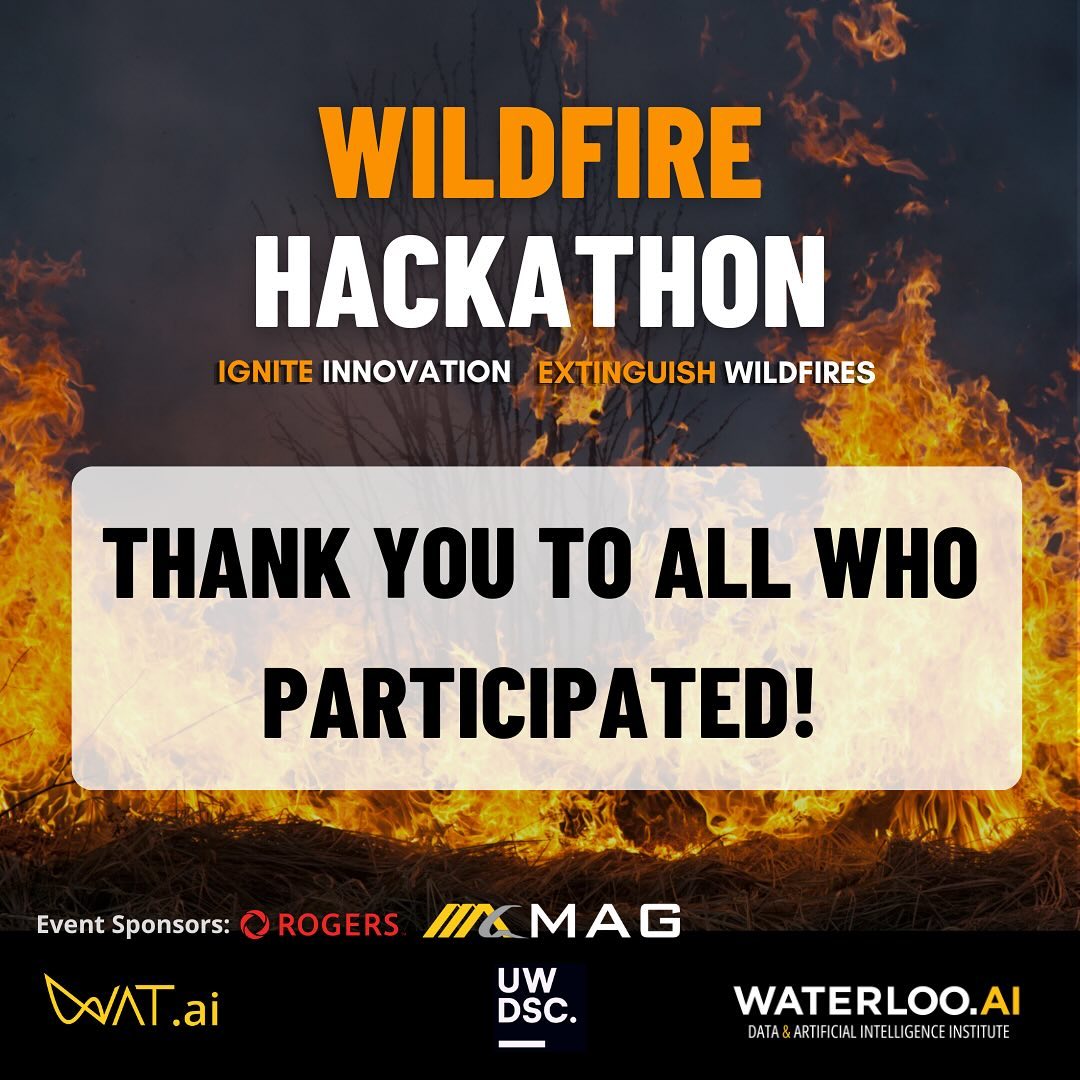 WILDFIRE
HACKATHON
IGNITE INNOVATION EXTINGUISH WILDFIRES
THANK YOU TO ALL WHO
PARTICIPATED!
Event Sponsors: ROGERS MAG
WAT.ai
UW
DSC.
WATERLOO.AI
DATA & ARTIFICIAL INTELLIGENCE INSTITUTE